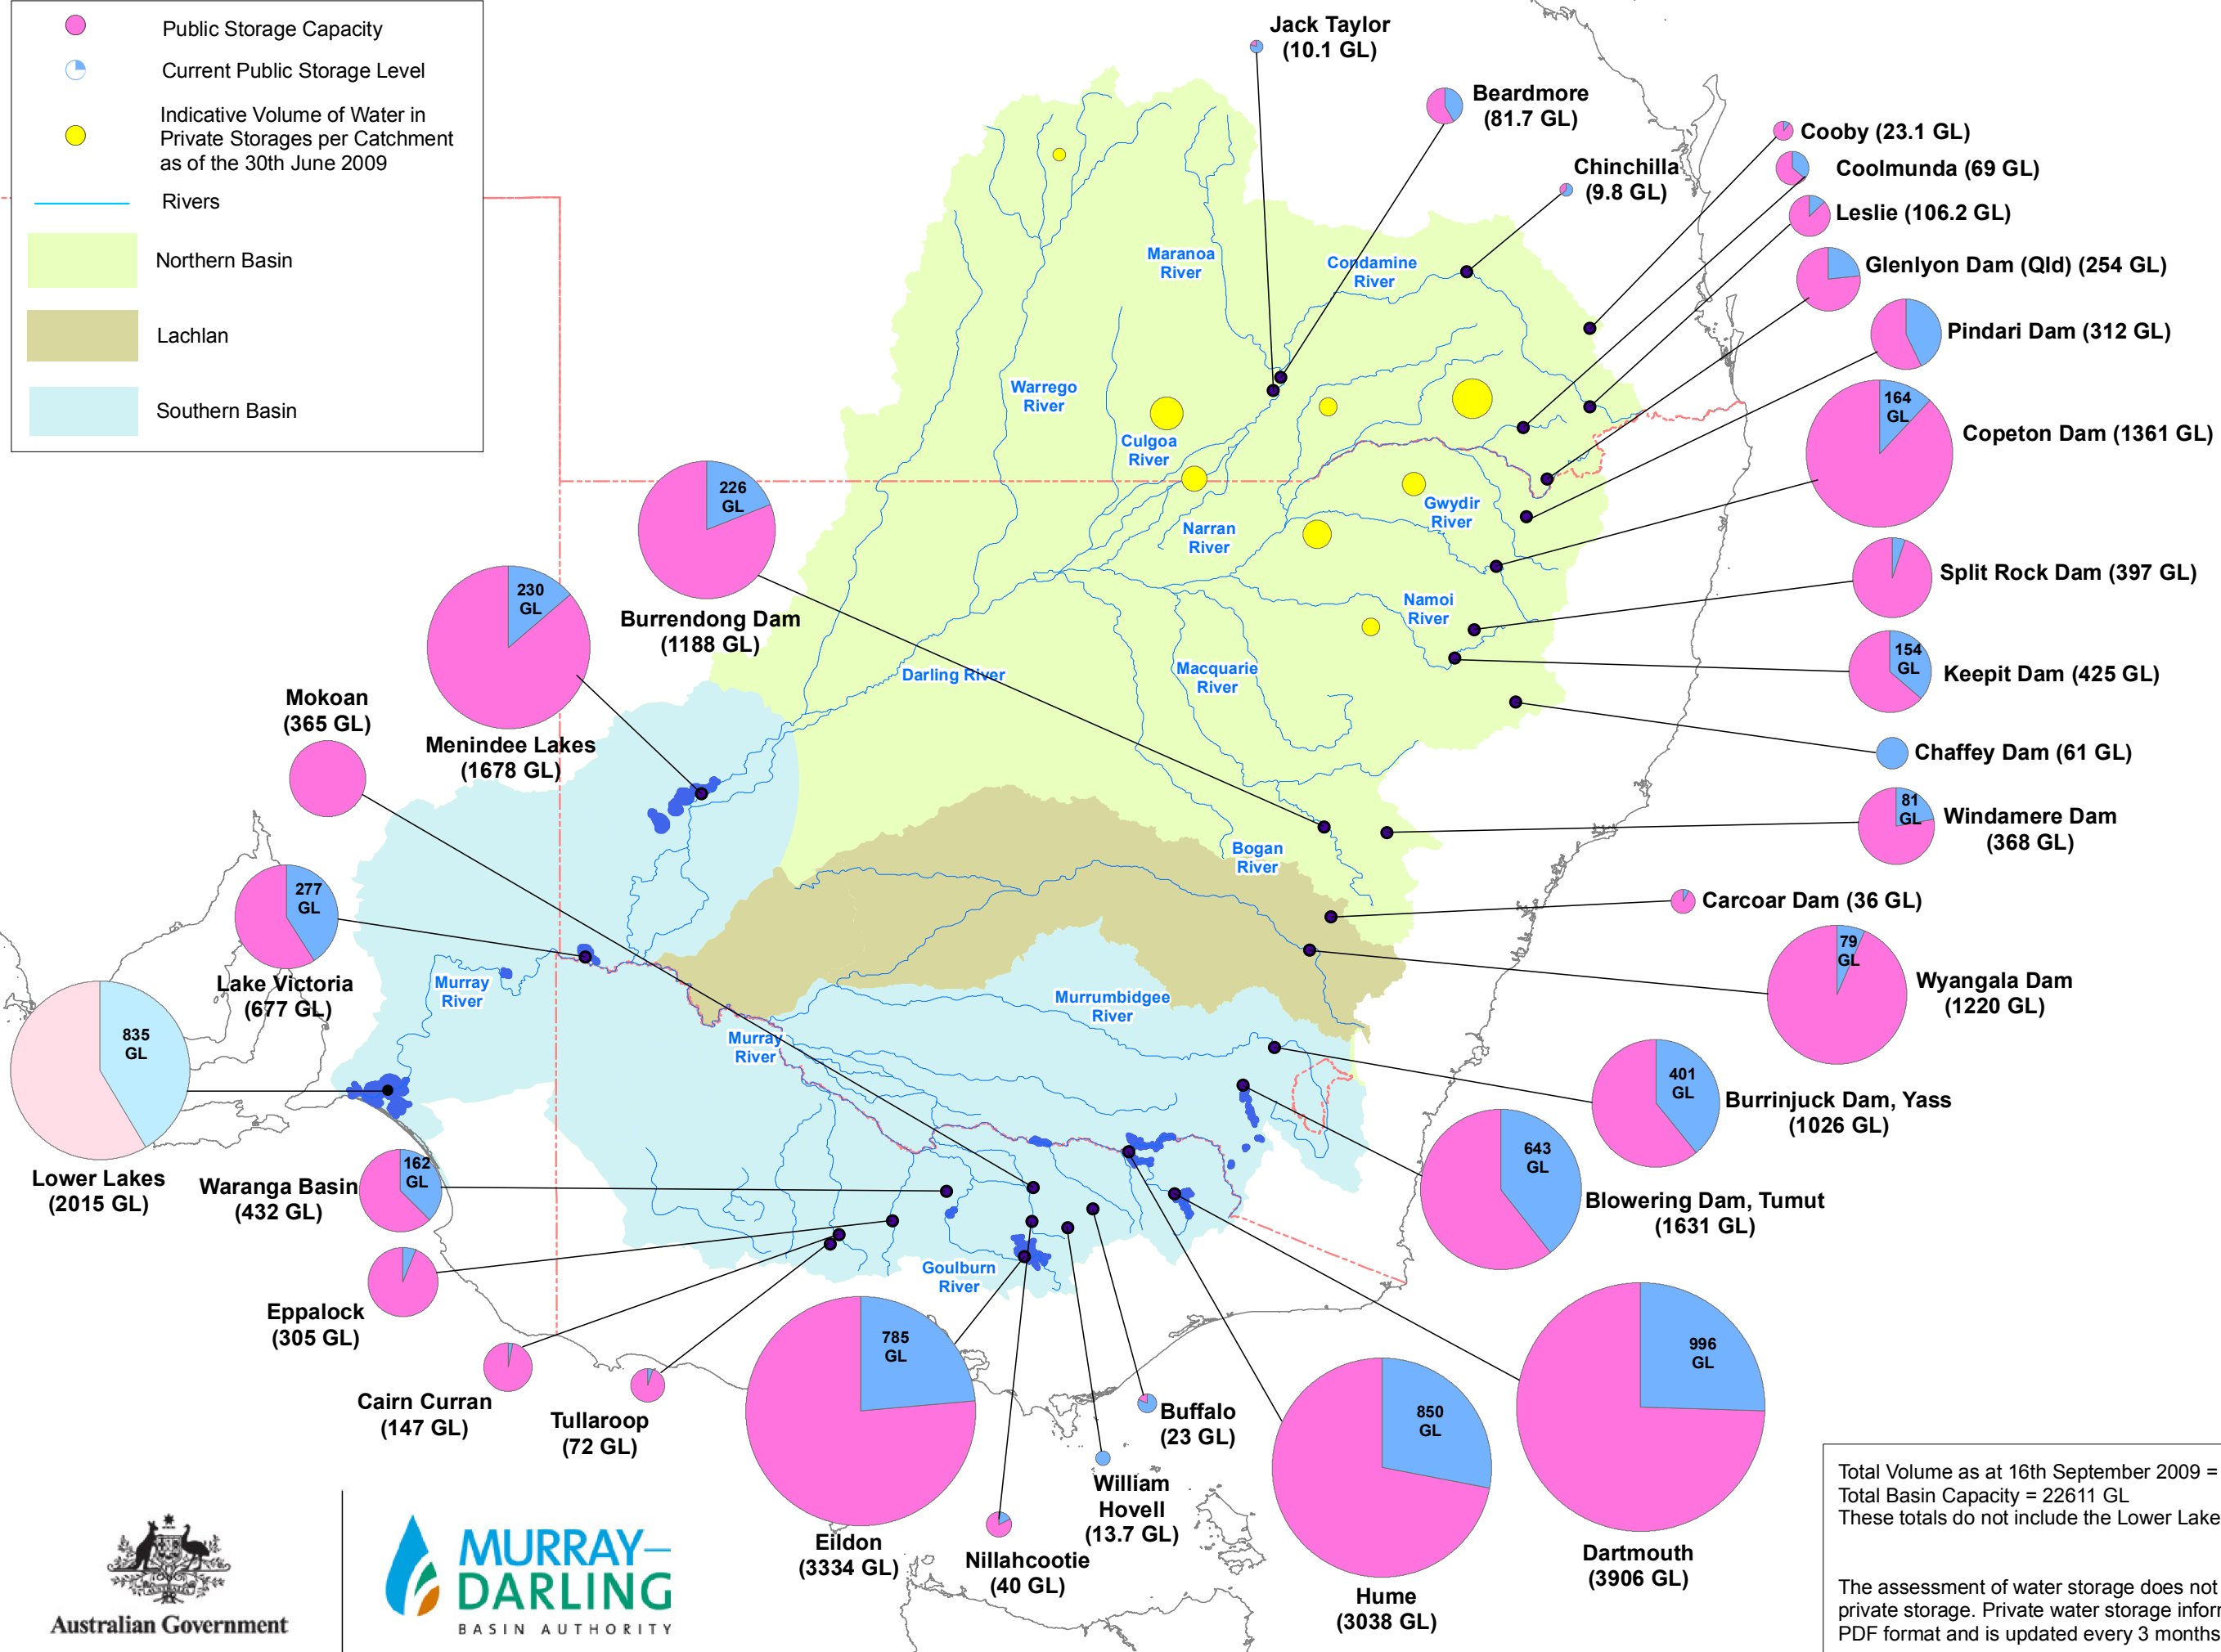 Public Storage Capacity
Current Public Storage Level
Indicative Volume of Water in
Private Storages per Catchment
as of the 30th June 2009
Rivers
Northern Basin
Lachlan
Southern Basin
Jack Taylor
(10.1 GL)
Beardmore
(81.7 GL)
Chinchilla
(9.8 GL)
Cooby (23.1 GL)
Coolmunda (69 GL)
Leslie (106.2 GL)
Glenlyon Dam (Qld) (254 GL)
Pindari Dam (312 GL)
164
GL
Copeton Dam (1361 GL)
Split Rock Dam (397 GL)
154
GL
Keepit Dam (425 GL)
Chaffey Dam (61 GL)
81
GL
Windamere Dam
(368 GL)
Carcoar Dam (36 GL)
79
GL
Wyangala Dam
(1220 GL)
401
GL
Burrinjuck Dam, Yass
(1026 GL)
643
GL
Blowering Dam, Tumut
(1631 GL)
996
GL
Dartmouth
(3906 GL)
850
GL
Hume
(3038 GL)
Buffalo
(23 GL)
William
Hovell
(13.7 GL)
Nillahcootie
(40 GL)
785
GL
Eildon
(3334 GL)
Tullaroop
(72 GL)
Cairn Curran
(147 GL)
Eppalock
(305 GL)
162
GL
Waranga Basin
(432 GL)
835
GL
Lower Lakes
(2015 GL)
277
GL
Lake Victoria
(677 GL)
Mokoan
(365 GL)
230
GL
Menindee Lakes
(1678 GL)
226
GL
Burrendong Dam
(1188 GL)
Maranoa
River
Condamine
River
Warrego
River
Culgoa
River
Narran
River
Gwydir
River
Namoi
River
Macquarie
River
Darling River
Bogan
River
Murray
River
Murrumbidgee
River
Murray
River
Goulburn
River
Australian Government
MURRAY–
DARLING
BASIN AUTHORITY
Total Volume as at 16th September 2009 =
Total Basin Capacity = 22611 GL
These totals do not include the Lower Lake
The assessment of water storage does not
private storage. Private water storage infor
PDF format and is updated every 3 months